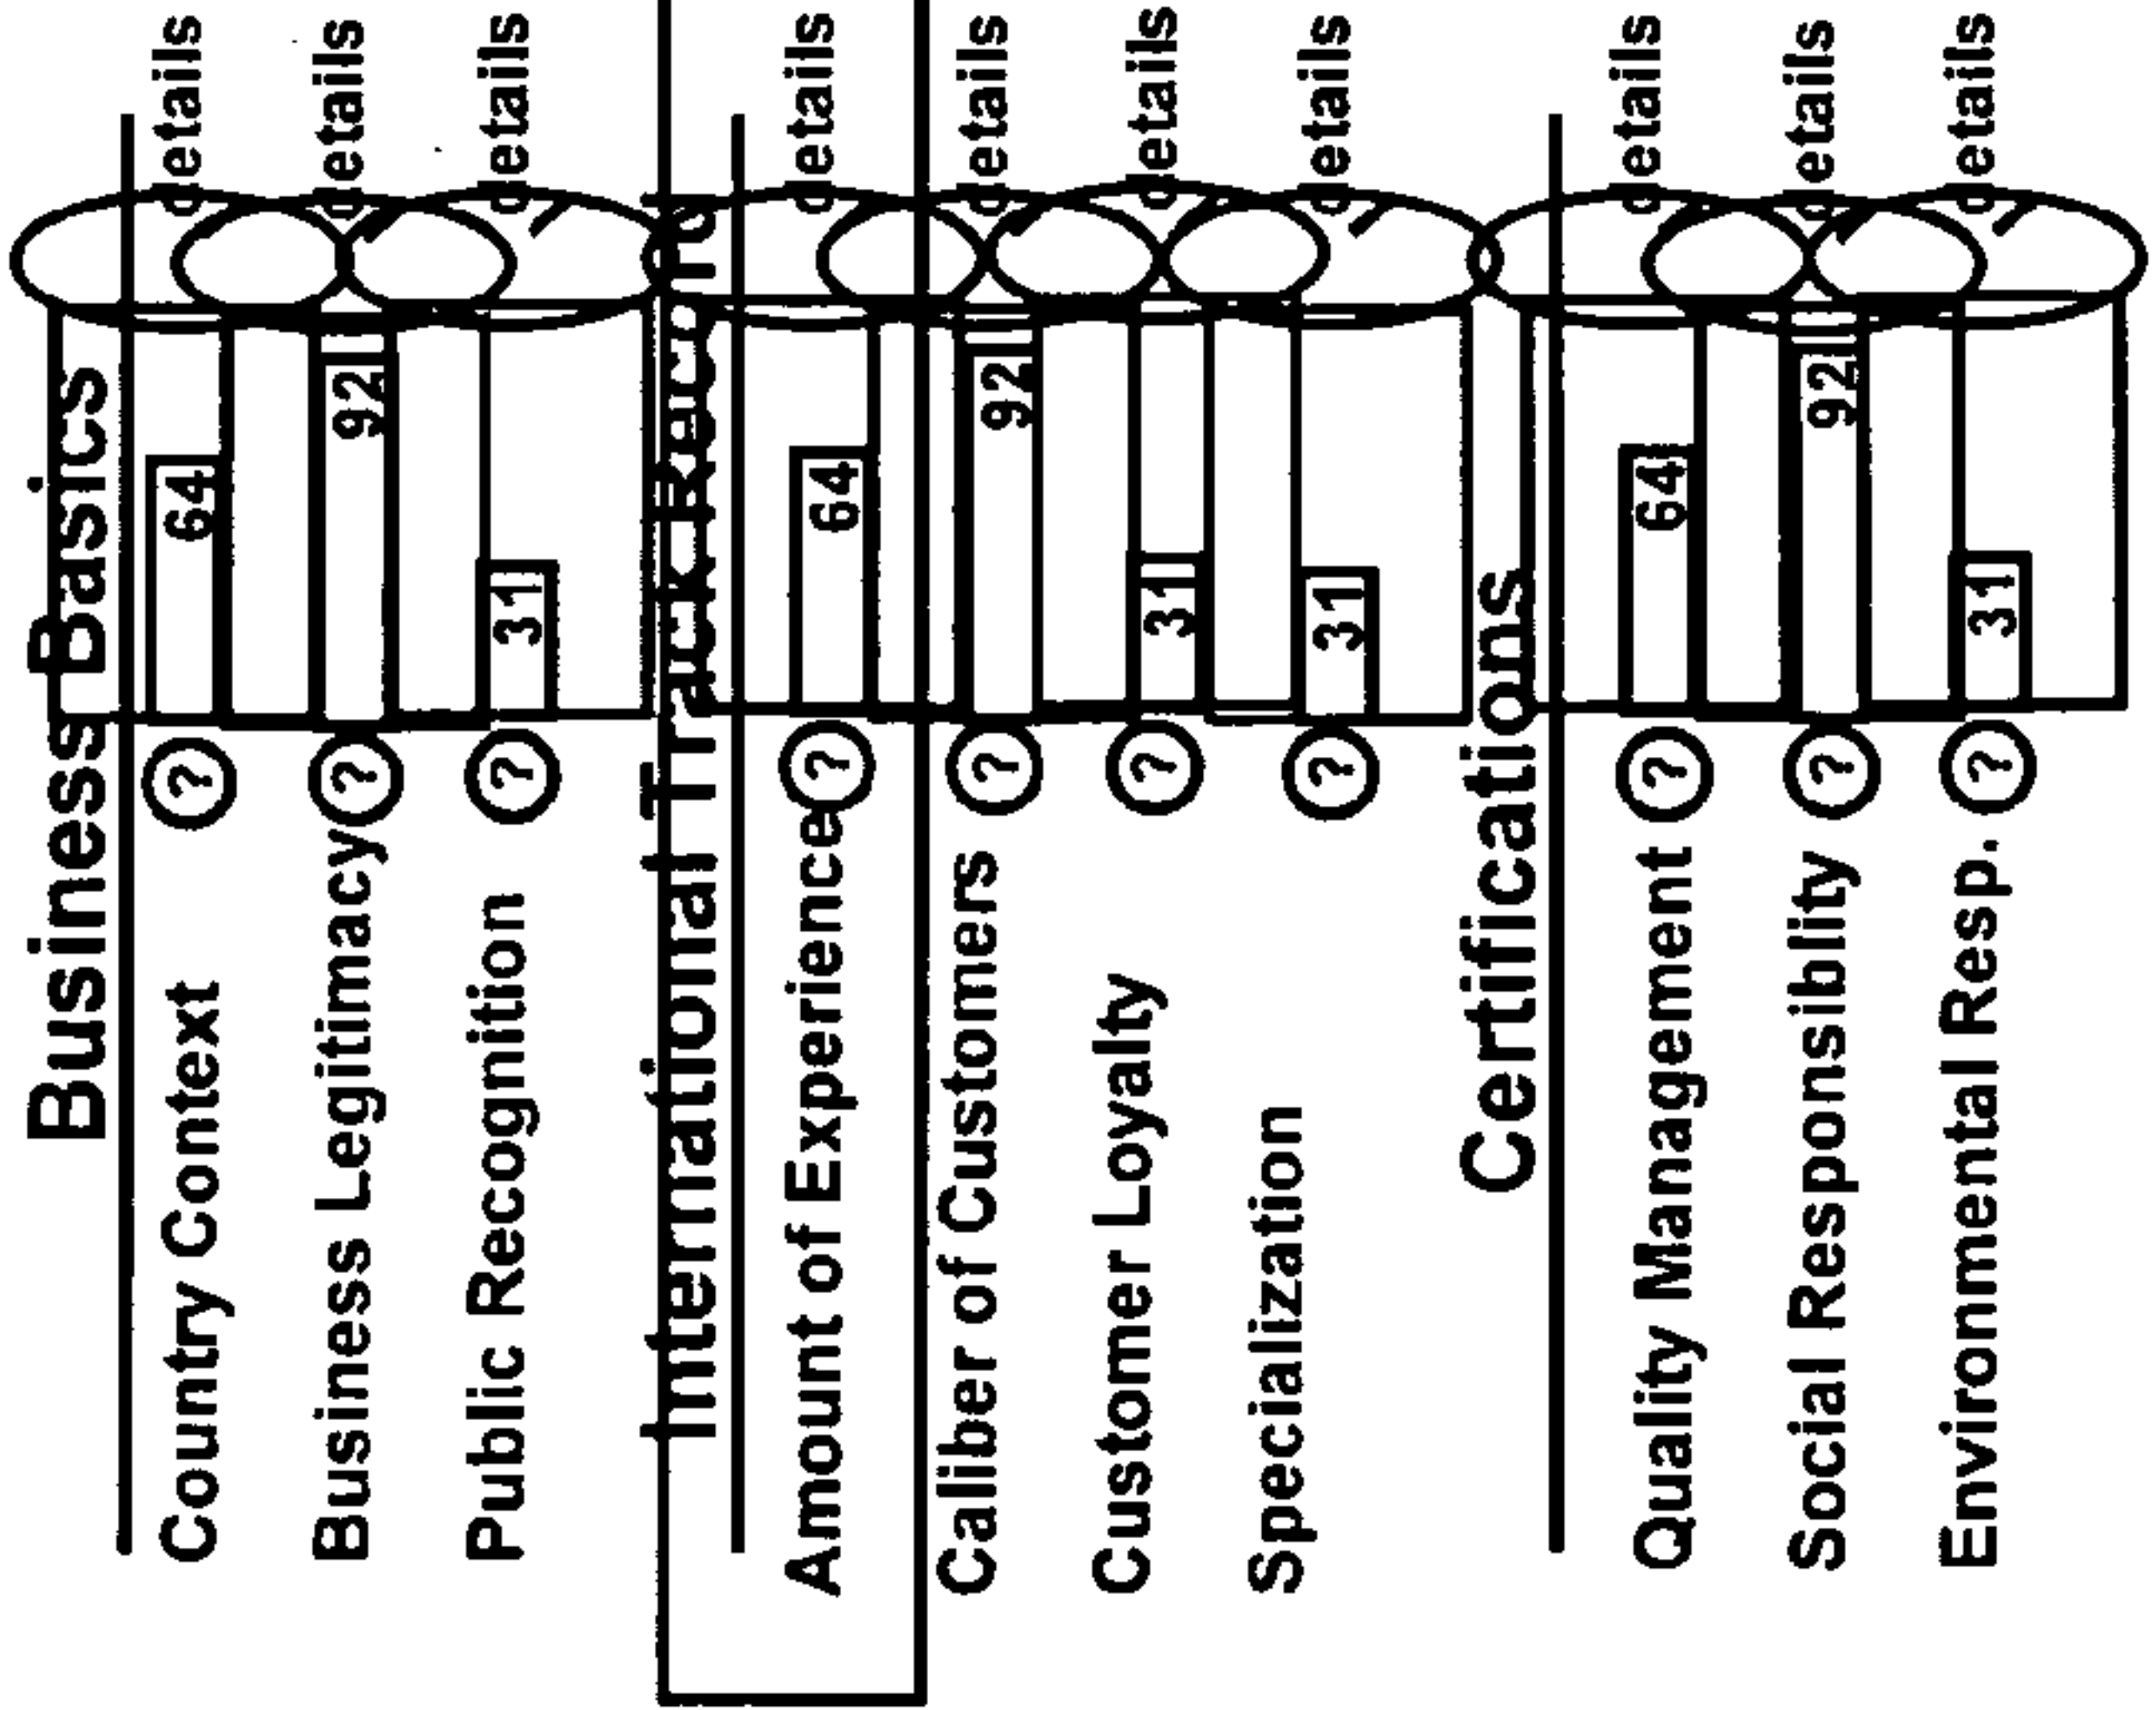 Business Basics
Country Context ? 64 details
Business Legitimacy ? 92 details
Public Recognition ? 31 details
International Track Record
Amount of Experience ? 64 details
Caliber of Customers ? 92 details
Customer Loyalty ? 31 details
Specialization ? 31 details
Certifications
Quality Management ? 64 details
Social Responsiblity ? 92 details
Environmental Resp. ? 31 details